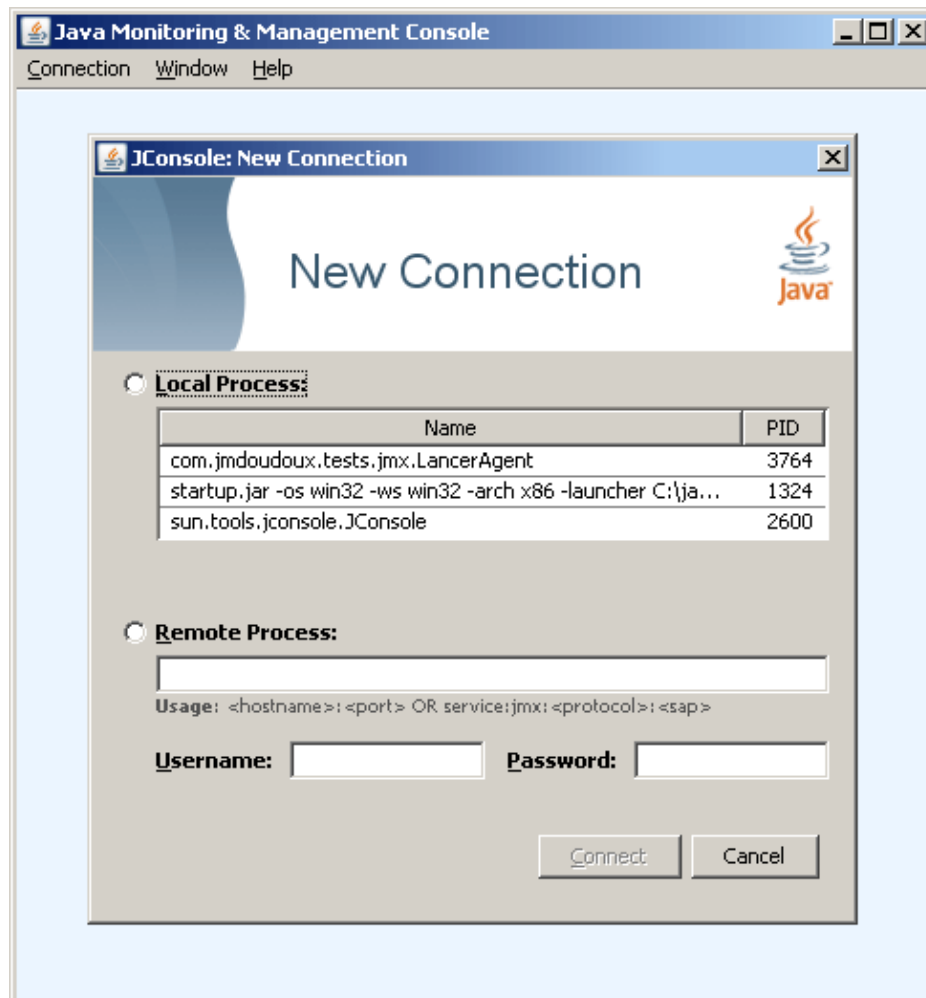 Java Monitoring & Management Console
Connection Window Help
JConsole: New Connection
New Connection
Java
Local Process:
Name PID
com.jmdoudoux.tests.jmx.LancerAgent 3764
startup.jar -os win32 -ws win32 -arch x86 -launcher C:\ja... 1324
sun.tools.jconsole.JConsole 2600
Remote Process:
Usage: <hostname>:<port> OR service:jmx:<protocol>:<sap>
Username: Password:
Connect Cancel